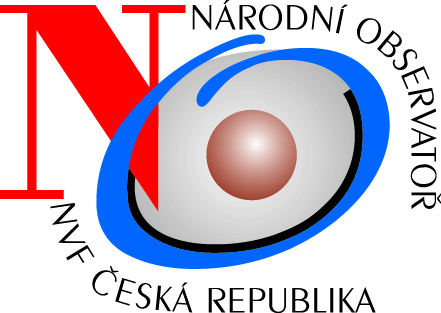 N
NÁRODNÍ OBSERVATOŘ
NVF ČESKÁ REPUBLIKA